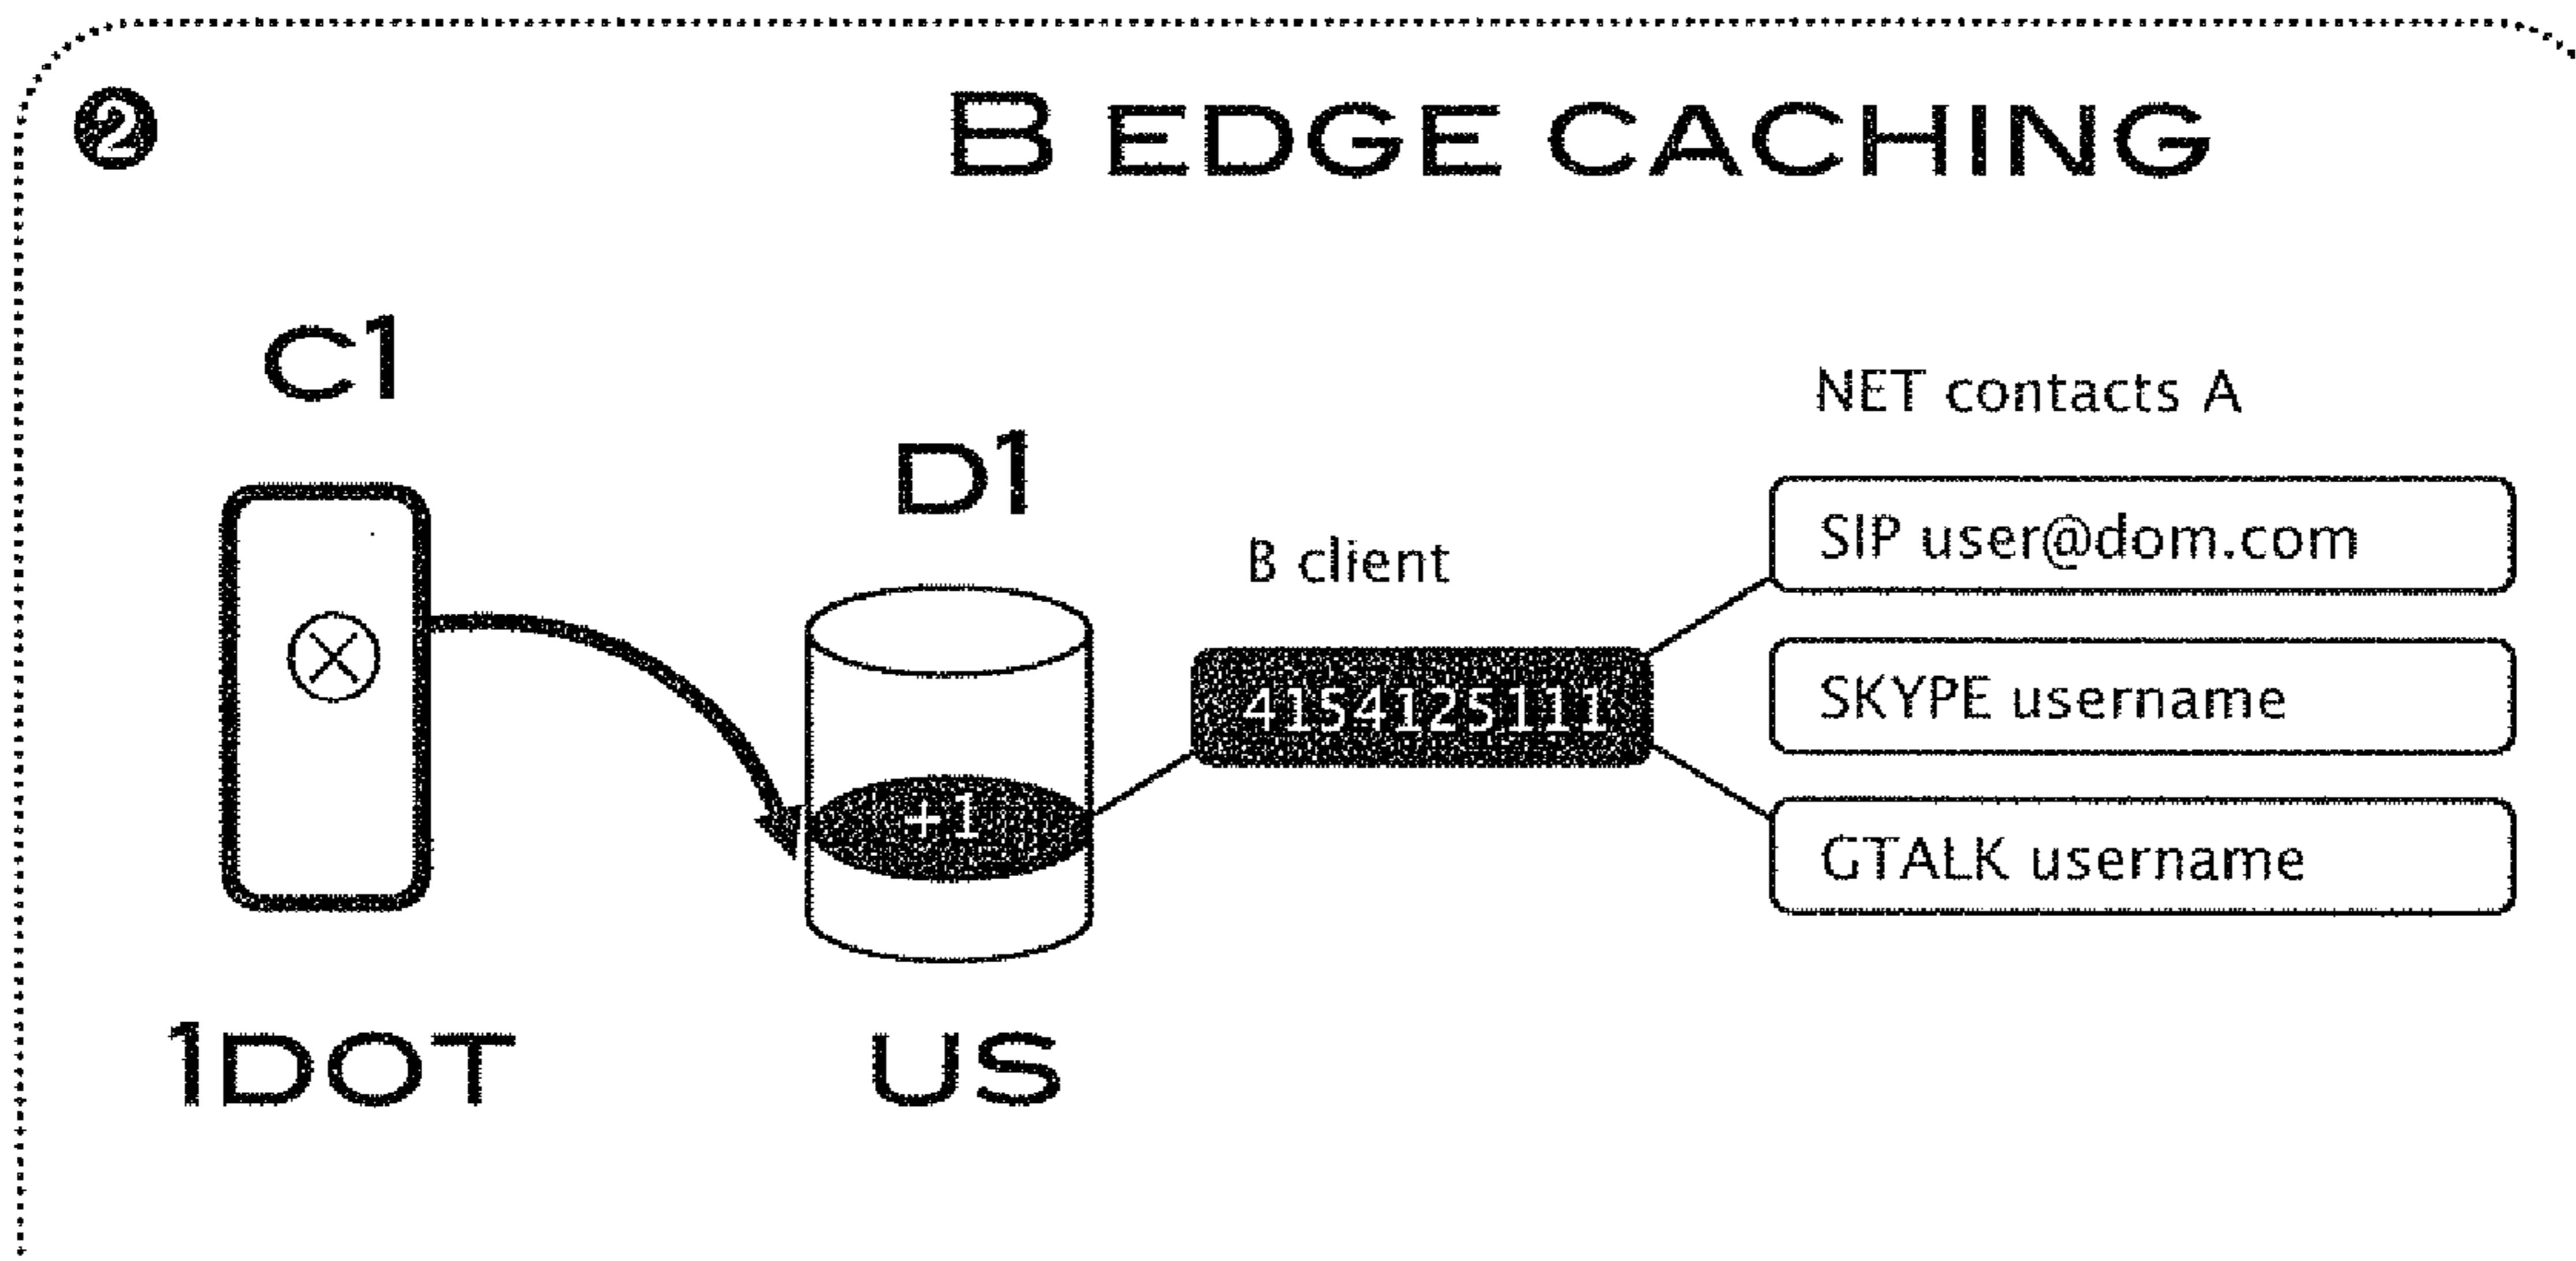 2
B EDGE CACHING
C1
D1
B client
NET contacts A
SIP user@dom.com
4154125111
SKYPE username
+1
GTALK username
1DOT
US